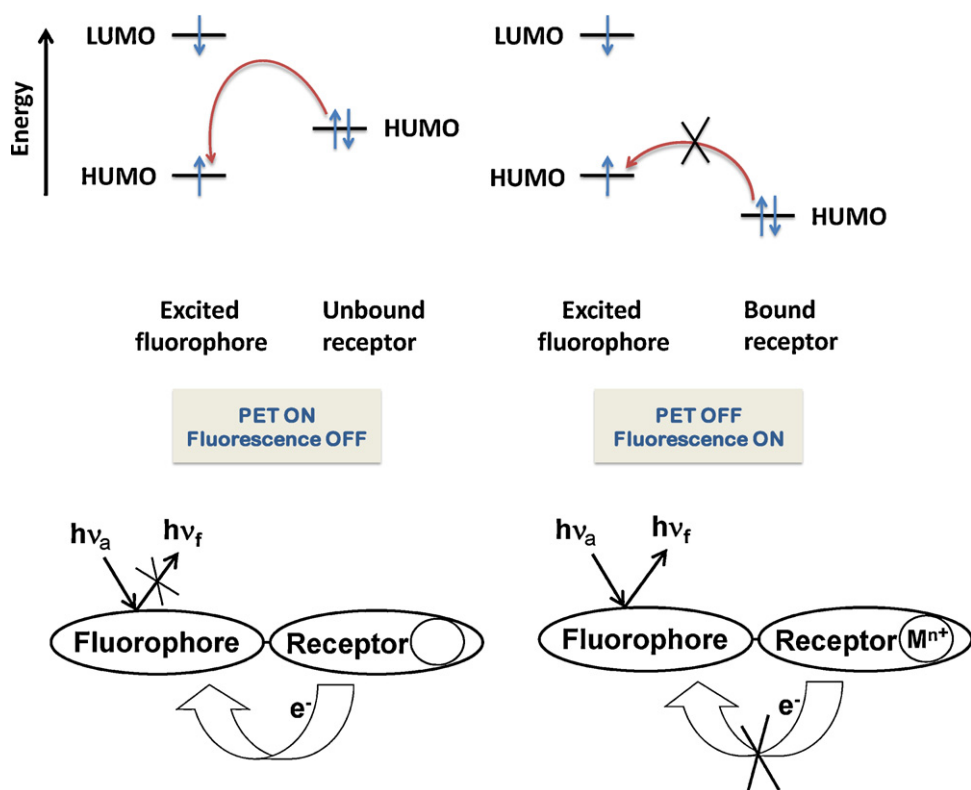 Energy
LUMO
HUMO
HUMO
Excited
fluorophore
Unbound
receptor
PET ON
Fluorescence OFF
LUMO
HUMO
HUMO
Excited
fluorophore
Bound
receptor
PET OFF
Fluorescence ON
hνa
hνf
Fluorophore
Receptor
e-
hνa
hνf
Fluorophore
Receptor
Mn+
e-